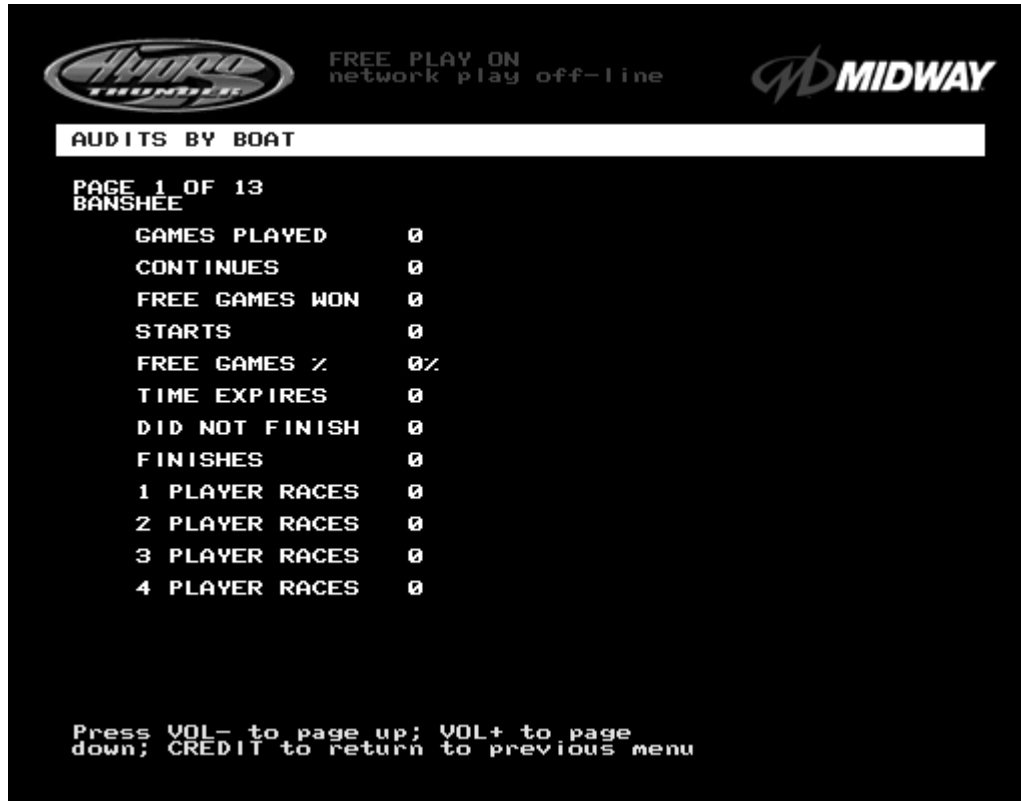 HYDRO
THUNDER
FREE PLAY ON
network play off-line
MIDWAY
AUDITS BY BOAT
PAGE 1 OF 13
BANSHEE
GAMES PLAYED 0
CONTINUES 0
FREE GAMES WON 0
STARTS 0
FREE GAMES % 0%
TIME EXPIRES 0
DID NOT FINISH 0
FINISHES 0
1 PLAYER RACES 0
2 PLAYER RACES 0
3 PLAYER RACES 0
4 PLAYER RACES 0
Press VOL- to page up; VOL+ to page
down; CREDIT to return to previous menu